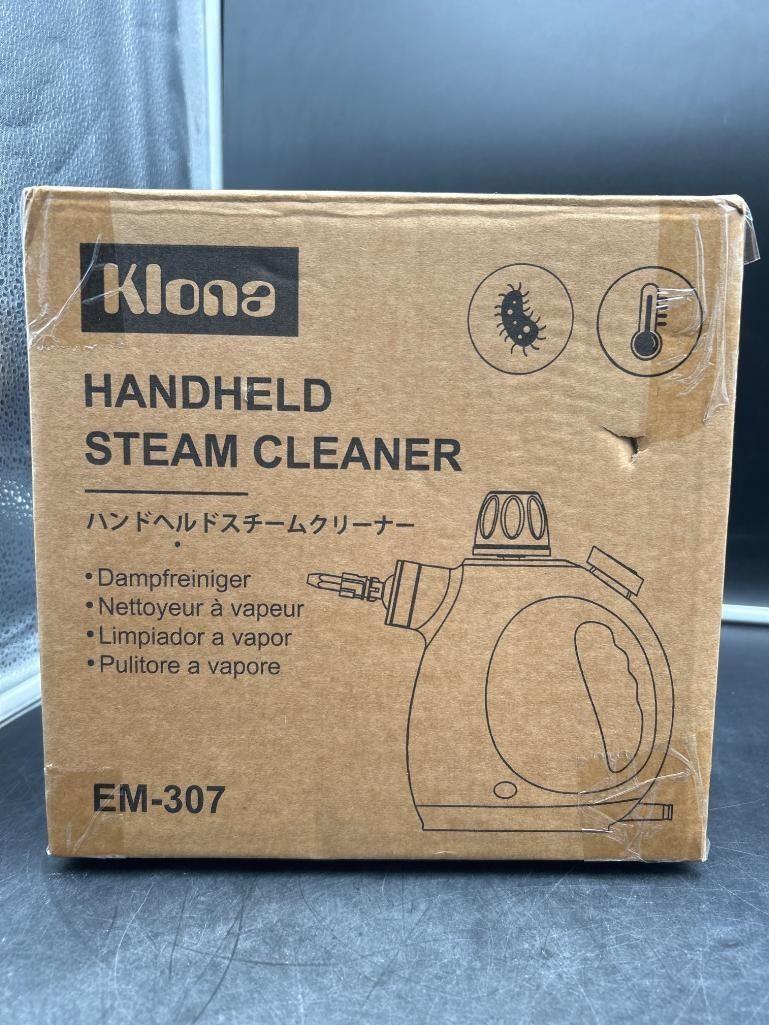 Klona
HANDHELD
STEAM CLEANER
ハンドヘルドスチームクリーナー
•Dampfreiniger
•Nettoyeur à vapeur
•Limpiador a vapor
•Pulitore a vapore
EM-307